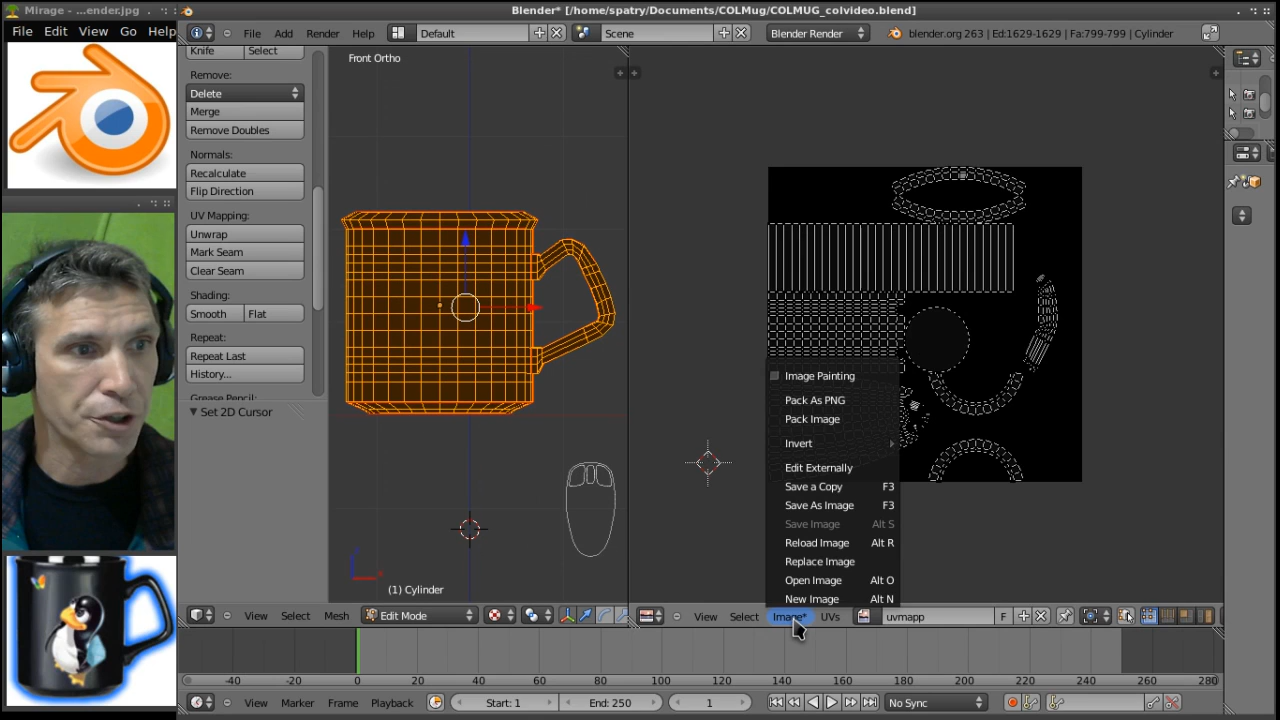 Mirage - ...ender.jpg
File Edit View Go Help
Blender* [/home/spatry/Documents/COLMug/COLMUG_colvideo.blend]
File Add Render Help
Default
Scene
Blender Render
blender.org 263 | Ed:1629-1629 | Fa:799-799 | Cylinder
Knife Select
Remove:
Delete
Merge
Remove Doubles
Normals:
Recalculate
Flip Direction
UV Mapping:
Unwrap
Mark Seam
Clear Seam
Shading:
Smooth Flat
Repeat:
Repeat Last
History...
Grease Pencil:
Set 2D Cursor
Front Ortho
(1) Cylinder
Image Painting
Pack As PNG
Pack Image
Invert
Edit Externally
Save a Copy F3
Save As Image F3
Save Image Alt S
Reload Image Alt R
Replace Image
Open Image Alt O
New Image Alt N
View Select Mesh
Edit Mode
View Select Image* UVs
uvmapp
F
-40 -20 0 20 40 60 80 100 120 140 160 180 200 220 240 260 280
View Marker Frame Playback
Start: 1
End: 250
1
No Sync